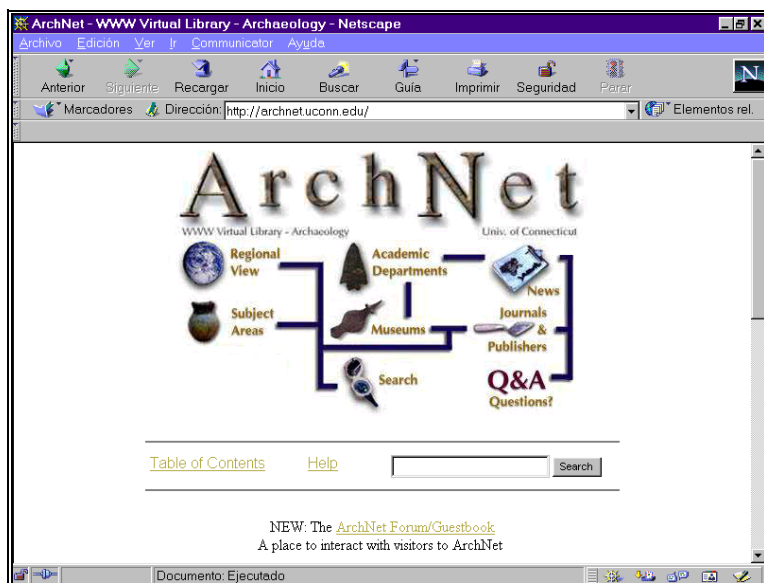 ArchNet - WWW Virtual Library - Archaeology - Netscape
Archivo Edición Ver Ir Communicator Ayuda
Anterior Siguiente Recargar Inicio Buscar Guía Imprimir Seguridad Parar
N
Marcadores Dirección: http://archnet.uconn.edu/ Elementos rel.
ArchNet
WWW Virtual Library - Archaeology Univ. of Connecticut
Regional
View
Academic
Departments
News
Subject
Areas
Museums
Journals
&
Publishers
Search
Q&A
Questions?
Table of Contents Help Search
NEW: The ArchNet Forum/Guestbook
A place to interact with visitors to ArchNet
Documento: Ejecutado